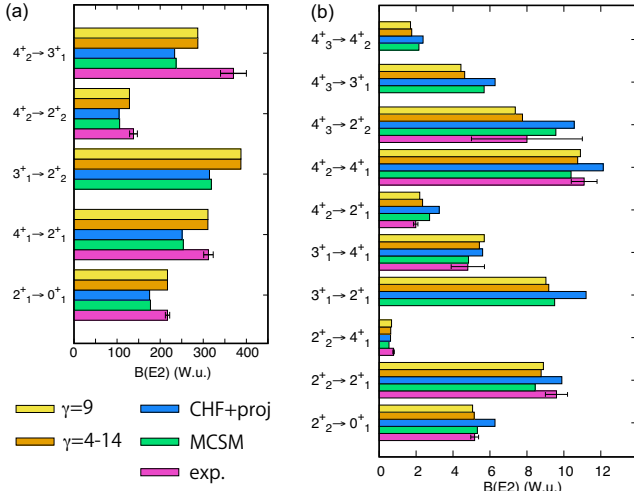 (a)
4⁺₂→3⁺₁
4⁺₂→2⁺₂
3⁺₁→2⁺₂
4⁺₁→2⁺₁
2⁺₁→0⁺₁
0 100 200 300 400
B(E2) (W.u.)
γ=9
γ=4-14
CHF+proj
MCSM
exp.
(b)
4⁺₃→4⁺₂
4⁺₃→3⁺₁
4⁺₃→2⁺₂
4⁺₂→4⁺₁
4⁺₂→2⁺₁
3⁺₁→4⁺₁
3⁺₁→2⁺₁
2⁺₂→4⁺₁
2⁺₂→2⁺₁
2⁺₂→0⁺₁
0 2 4 6 8 10 12
B(E2) (W.u.)